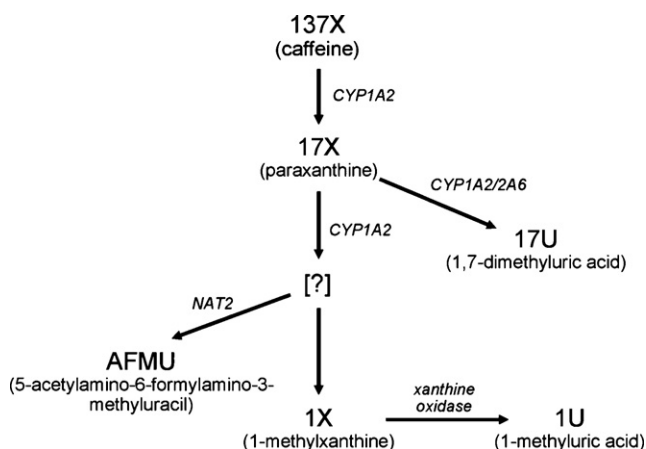 137X
(caffeine)
CYP1A2
17X
(paraxanthine)
CYP1A2/2A6
CYP1A2
17U
(1,7-dimethyluric acid)
[?]
NAT2
AFMU
(5-acetylamino-6-formylamino-3-
methyluracil)
xanthine
oxidase
1X
(1-methylxanthine)
1U
(1-methyluric acid)